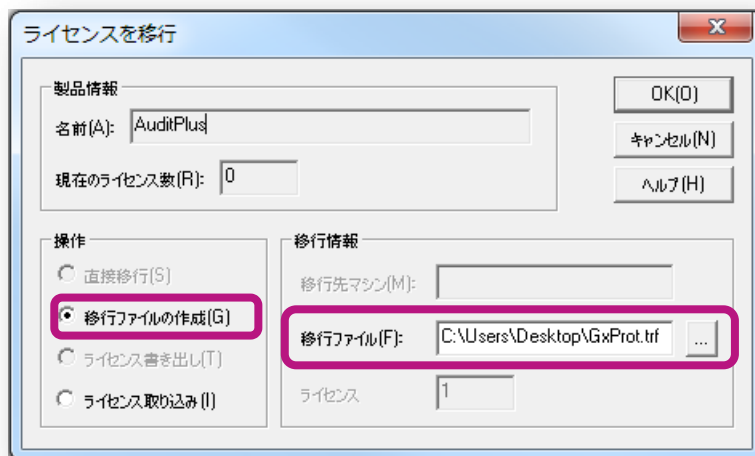 ライセンスを移行
製品情報
名前(A): AuditPlus
現在のライセンス数(R): 0
OK(O)
キャンセル(N)
ヘルプ(H)
操作
直接移行(S)
移行ファイルの作成(G)
ライセンス書き出し(T)
ライセンス取り込み(I)
移行情報
移行先マシン(M):
移行ファイル(F): C:\Users\Desktop\GxProt.trf ...
ライセンス 1